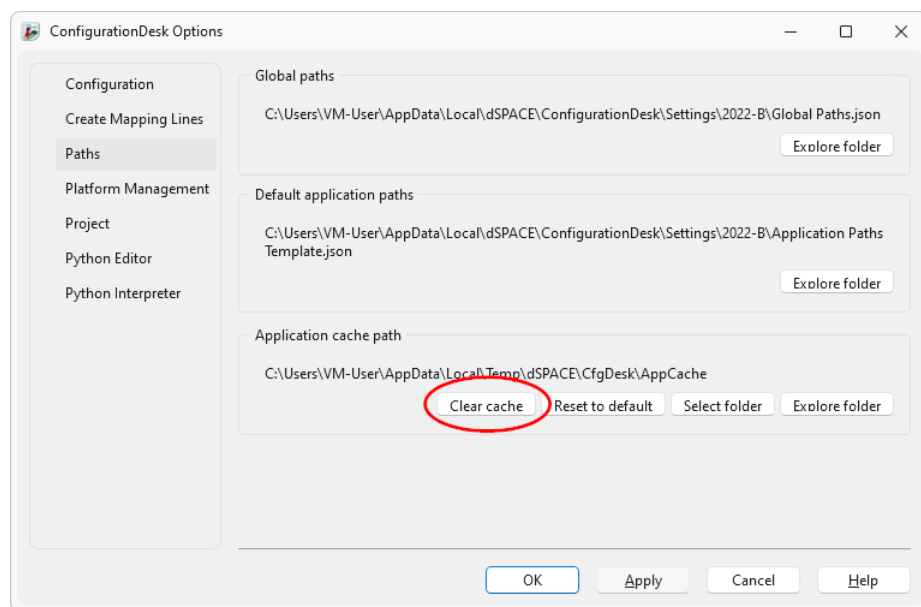 ConfigurationDesk Options
Configuration
Create Mapping Lines
Paths
Platform Management
Project
Python Editor
Python Interpreter
Global paths
C:\Users\VM-User\AppData\Local\dSPACE\ConfigurationDesk\Settings\2022-B\Global Paths.json
Explore folder
Default application paths
C:\Users\VM-User\AppData\Local\dSPACE\ConfigurationDesk\Settings\2022-B\Application Paths
Template.json
Explore folder
Application cache path
C:\Users\VM-User\AppData\Local\Temp\dSPACE\CfgDesk\AppCache
Clear cache Reset to default Select folder Explore folder
OK Apply Cancel Help